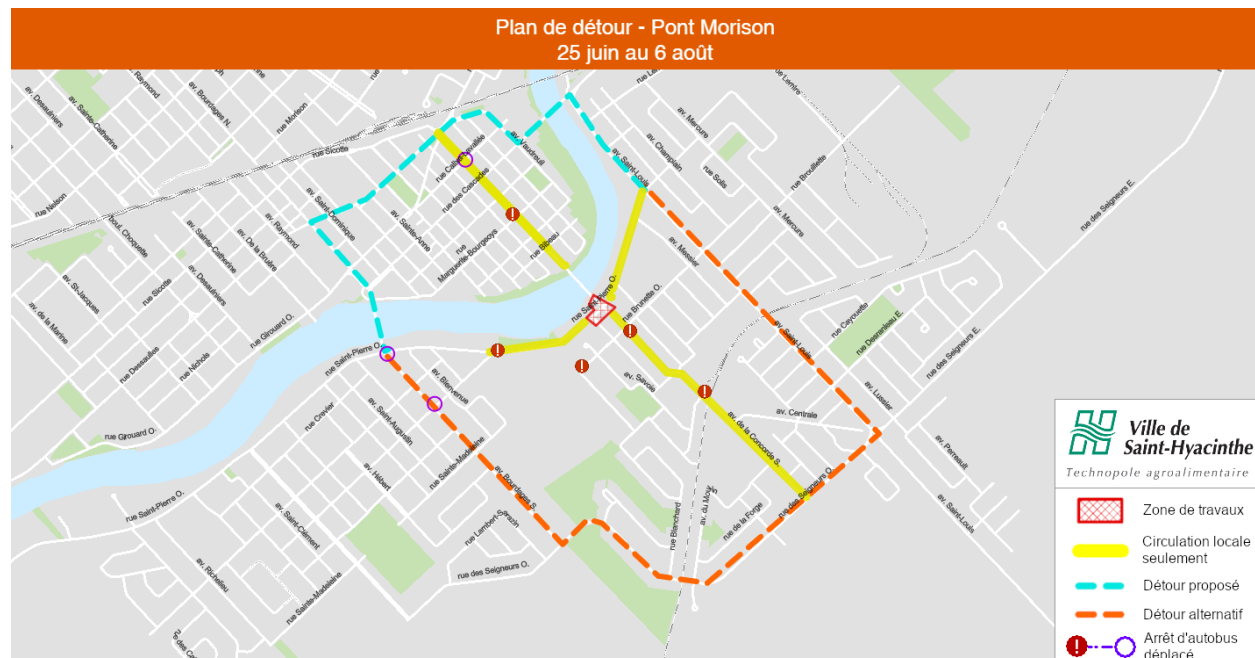 Plan de détour - Pont Morison
25 juin au 6 août
av. Desaulniers
av. Raymond
av. Sainte-Catherine
av. Bourdages N.
rue Morison
rue Sicotte
rue Nelson
boul. Choquette
av. St-Jacques
av. de la Marine
rue Dessaulles
rue Sicotte
rue Nichols
av. Desaulniers
av. Sainte-Catherine
av. De la Bruère
av. Raymond
av. Saint-Dominique
rue Girouard O.
rue Girouard O.
av. Sainte-Anne
rue
Marguerite-Bourgeoys
rue des Cascades
av. Vaudreuil
rue Bibeau
rue Saint-Pierre O.
rue Brunette O.
av. Saint-Louis
av. Mercure
av. Champlain
rue Solis
rue Brouillette
av. Mercure
av. Messier
rue des Seigneurs E.
av. Saint-Louis
rue Cayouette
rue Desranleau E.
rue des Seigneurs E.
av. Lussier
av. Centrale
av. Perreault
av. Saint-Louis
av. Savoie
av. de la Concorde S.
rue des Seigneurs O.
rue de la Forge
rue Blanchard
rue Saint-Pierre O.
av. Bienvenue
rue Crevier
av. Saint-Augustin
rue Sainte-Madeleine
av. Bourdages S.
av. Hébert
rue Lambert-Sarazin
rue des Seigneurs O.
av. Saint-Clément
rue Saint-Pierre O.
av. Richelieu
rue Sainte-Madeleine
Ville de
Saint-Hyacinthe
Technopole agroalimentaire
Zone de travaux
Circulation locale
seulement
Détour proposé
Détour alternatif
Arrêt d'autobus
déplacé